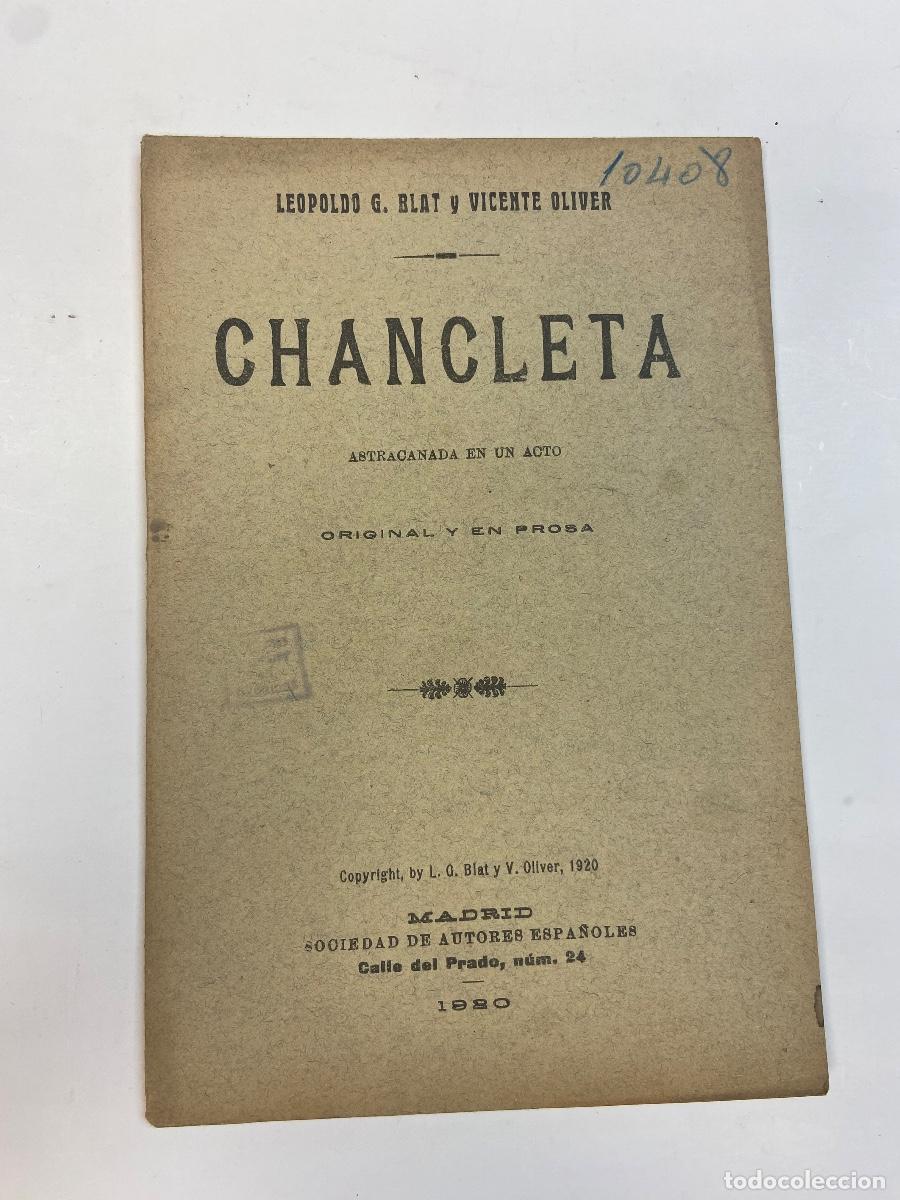 10408
LEOPOLDO G. BLAT y VICENTE OLIVER
CHANCLETA
ASTRACANADA EN UN ACTO
ORIGINAL Y EN PROSA
Copyright, by L. G. Blat y V. Oliver, 1920
MADRID
SOCIEDAD DE AUTORES ESPAÑOLES
Calle del Prado, núm. 24
1920
todocoleccion